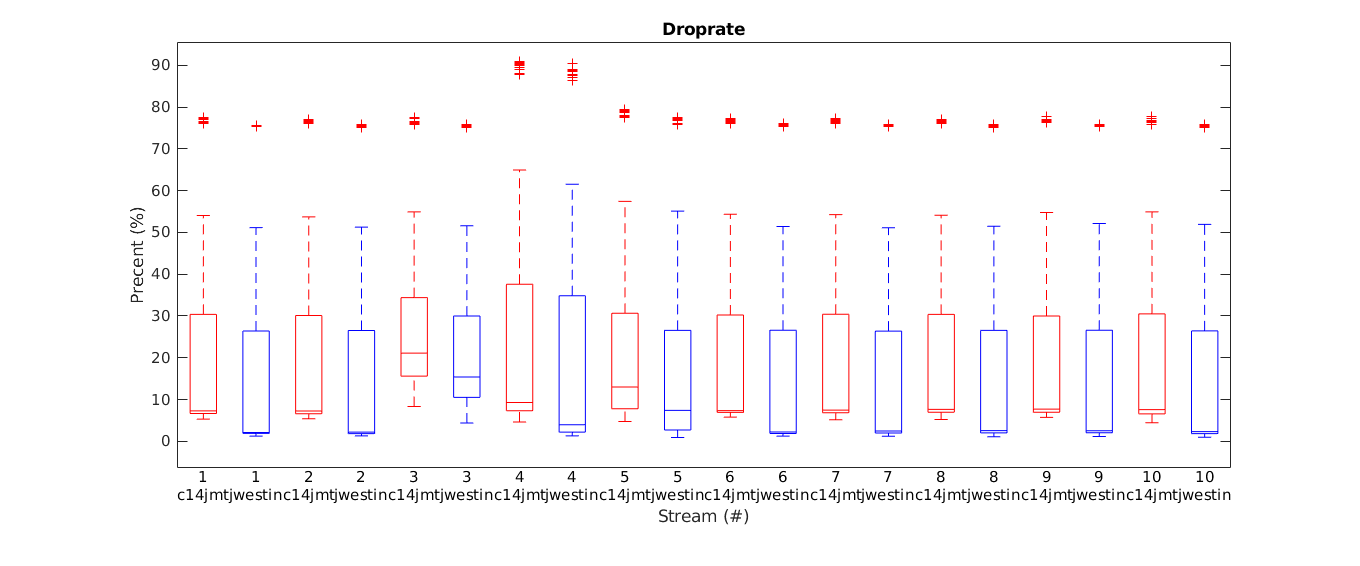 Droprate
Precent (%)
90
80
70
60
50
40
30
20
10
0
1 1 2 2 3 3 4 4 5 5 6 6 7 7 8 8 9 9 10 10
c14jmtjwestinc14jmtjwestinc14jmtjwestinc14jmtjwestinc14jmtjwestinc14jmtjwestinc14jmtjwestinc14jmtjwestinc14jmtjwestinc14jmtjwestin
Stream (#)